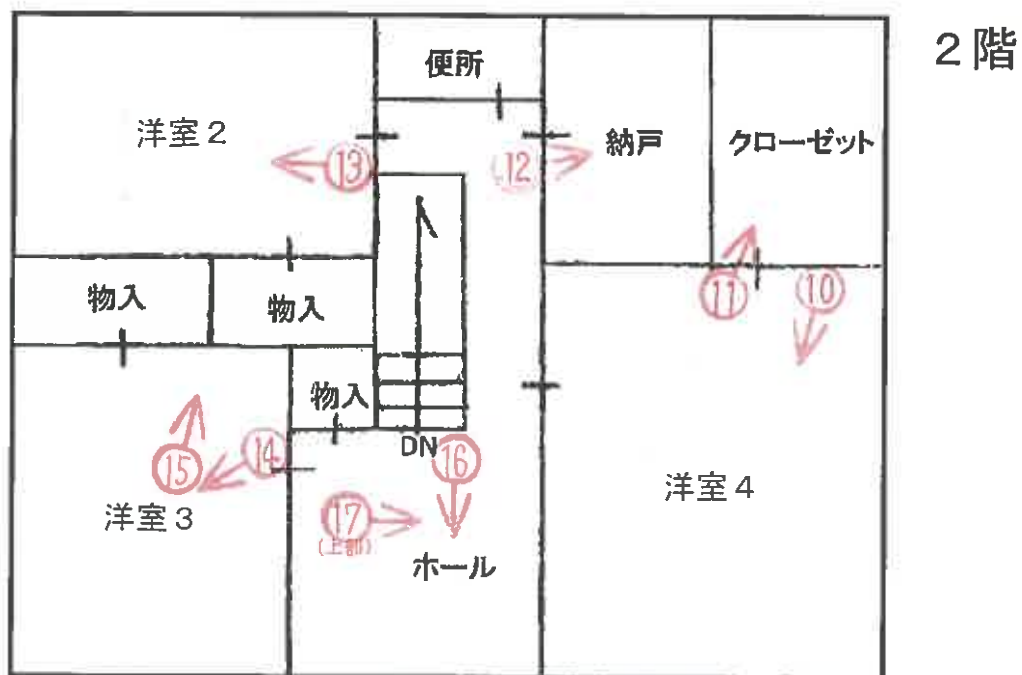 2階
便所
洋室2
納戸
クローゼット
⑬
⑫
物入
物入
⑪
⑩
物入
DN
⑮
⑭
⑯
洋室3
⑰
(上部)
洋室4
ホール